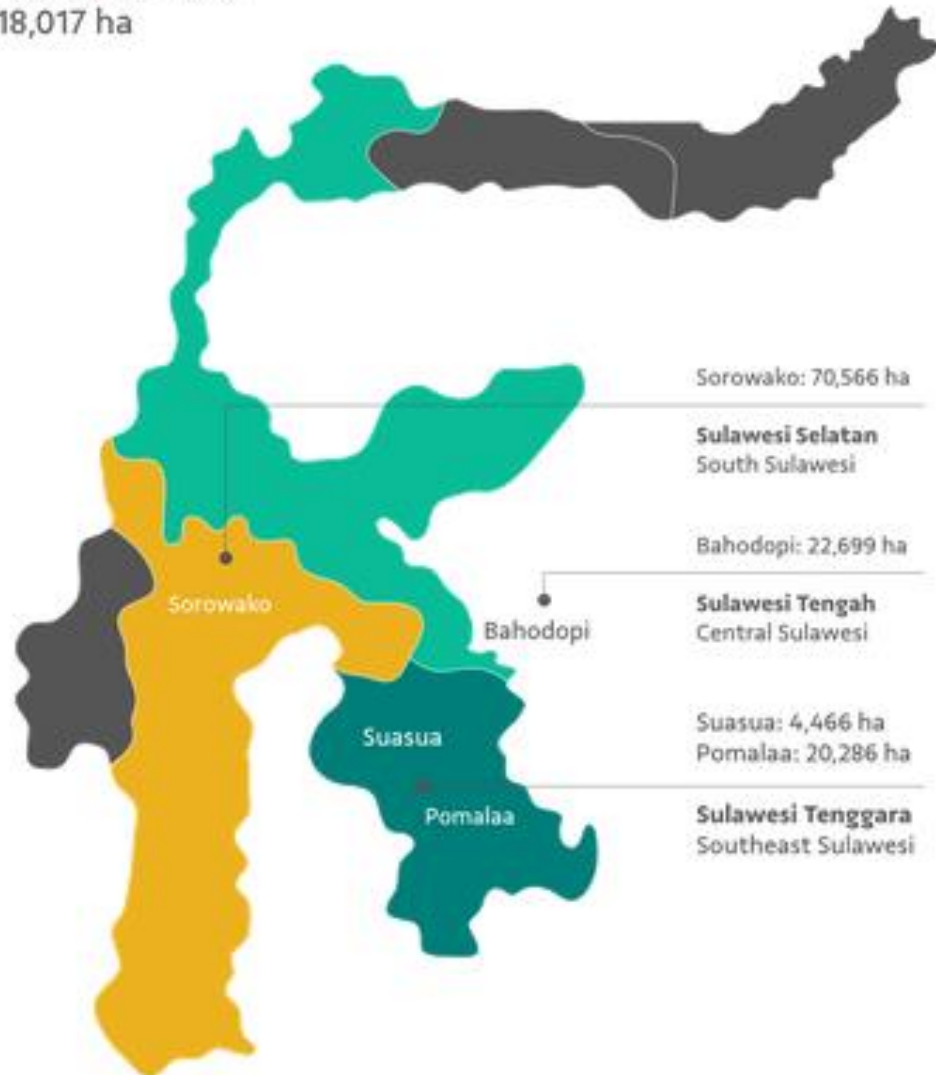 18,017 ha
Sorowako: 70,566 ha
Sulawesi Selatan
South Sulawesi
Bahodopi: 22,699 ha
Sorowako
Sulawesi Tengah
Bahodopi
Central Sulawesi
Suasua: 4,466 ha
Suasua
Pomalaa: 20,286 ha
Pomalaa
Sulawesi Tenggara
Southeast Sulawesi